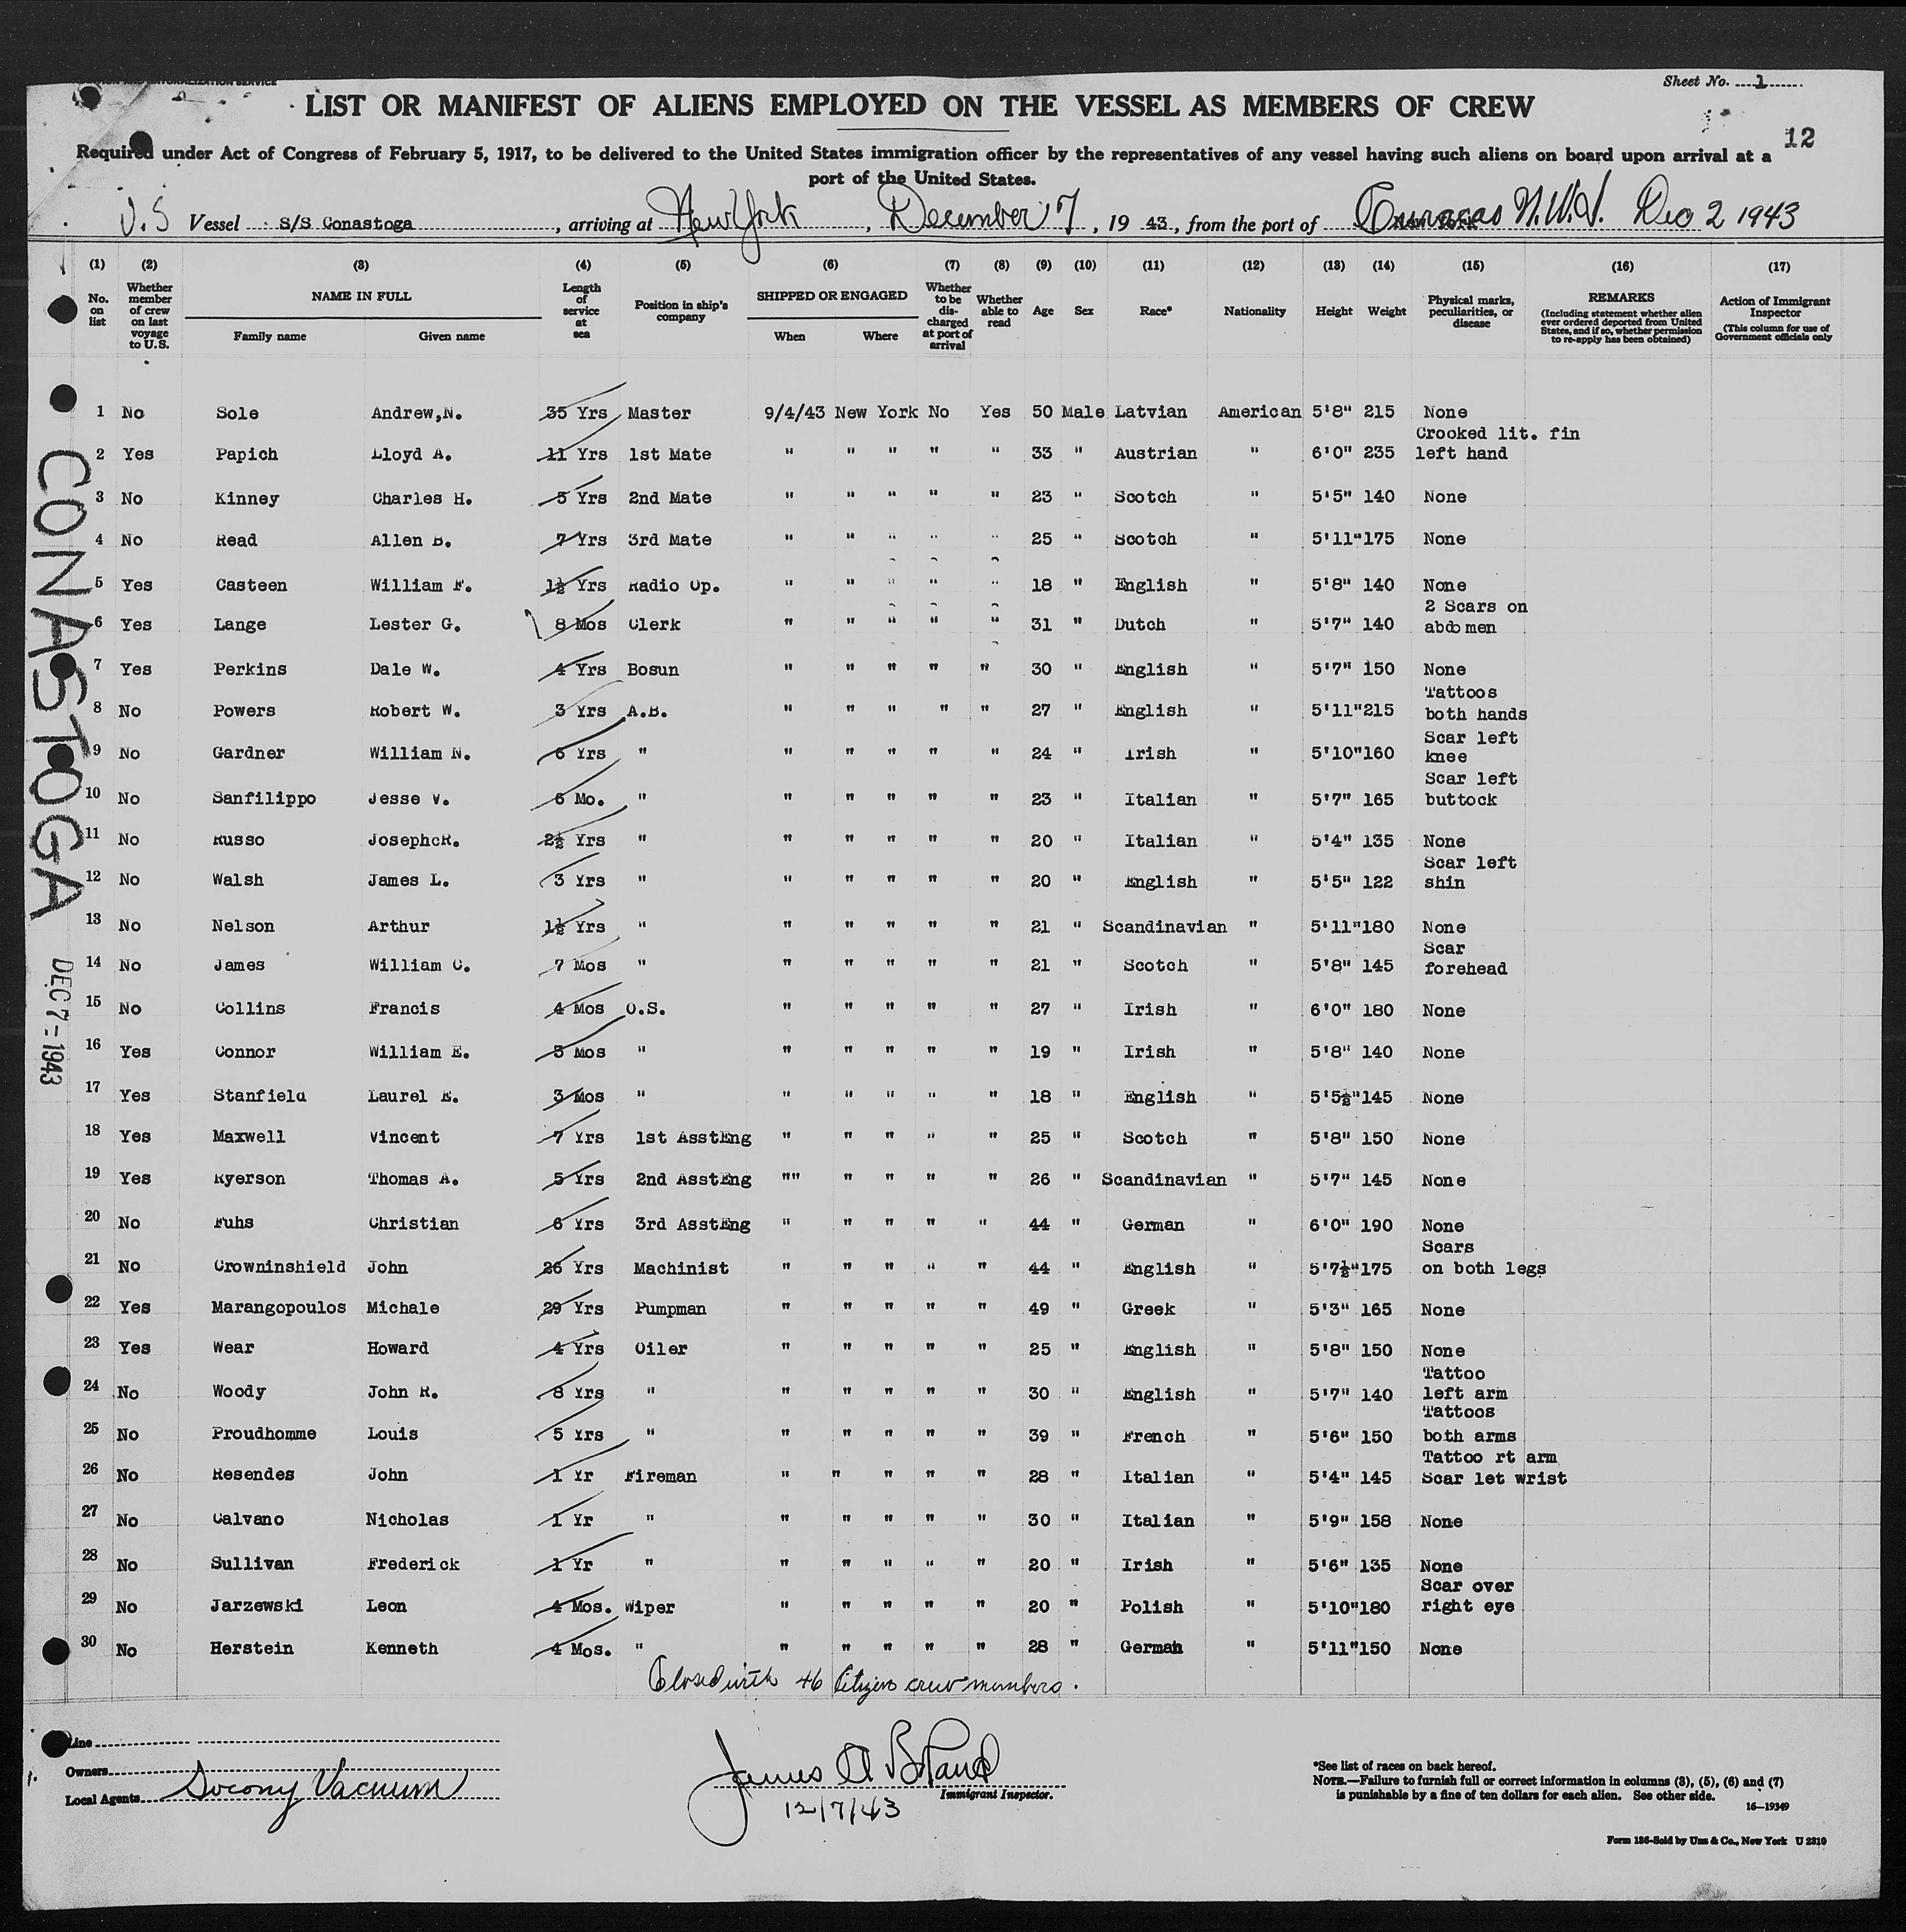 Sheet No. 1
LIST OR MANIFEST OF ALIENS EMPLOYED ON THE VESSEL AS MEMBERS OF CREW
12
Required under Act of Congress of February 5, 1917, to be delivered to the United States immigration officer by the representatives of any vessel having such aliens on board upon arrival at a
port of the United States.
U.S Vessel S/S Conastoga, arriving at New York, December 7, 19 43, from the port of Curacao N.W.I. Dec 2 1943
(1) (2) (3) (4) (5) (6) (7) (8) (9) (10) (11) (12) (13) (14) (15) (16) (17)
No. on list
Whether member of crew on last voyage to U.S.
NAME IN FULL
Family name Given name
Length of service at sea
Position in ship's company
SHIPPED OR ENGAGED
When Where
Whether to be discharged at port of arrival
Whether able to read
Age Sex Race* Nationality Height Weight
Physical marks, peculiarities, or disease
REMARKS
(Including statement whether alien ever ordered deported from United States, and if so, whether permission to re-apply has been obtained)
Action of Immigrant Inspector
(This column for use of Government officials only
1 No Sole Andrew,N. 35 Yrs Master 9/4/43 New York No Yes 50 Male Latvian American 5'8" 215 None
2 Yes Papich Lloyd A. 11 Yrs 1st Mate " " " " " 33 " Austrian " 6'0" 235 Crooked lit. fin left hand
3 No Kinney Charles H. 5 Yrs 2nd Mate " " " " " 23 " Scotch " 5'5" 140 None
4 No Read Allen B. 7 Yrs 3rd Mate " " " " " 25 " Scotch " 5'11" 175 None
5 Yes Casteen William F. 1½ Yrs Radio Op. " " " " " 18 " English " 5'8" 140 None
6 Yes Lange Lester G. 8 Mos Clerk " " " " " 31 " Dutch " 5'7" 140 2 Scars on abdomen
7 Yes Perkins Dale W. 4 Yrs Bosun " " " " " 30 " English " 5'7" 150 None
8 No Powers Robert W. 3 Yrs A.B. " " " " " 27 " English " 5'11" 215 Tattoos both hands
9 No Gardner William N. 6 Yrs " " " " " " 24 " Irish " 5'10" 160 Scar left knee
10 No Sanfilippo Jesse V. 6 Mo. " " " " " " 23 " Italian " 5'7" 165 Scar left buttock
11 No Russo JosephcR. 2½ Yrs " " " " " " 20 " Italian " 5'4" 135 None
12 No Walsh James L. 3 Yrs " " " " " " 20 " English " 5'5" 122 Scar left shin
13 No Nelson Arthur 1½ Yrs " " " " " " 21 " Scandinavian " 5'11" 180 None
14 No James William C. 7 Mos " " " " " " 21 " Scotch " 5'8" 145 Scar forehead
15 No Collins Francis 4 Mos O.S. " " " " " 27 " Irish " 6'0" 180 None
16 Yes Connor William E. 5 Mos " " " " " " 19 " Irish " 5'8" 140 None
17 Yes Stanfield Laurel E. 3 Mos " " " " " " 18 " English " 5'5½" 145 None
18 Yes Maxwell Vincent 7 Yrs 1st AsstEng " " " " " 25 " Scotch " 5'8" 150 None
19 Yes Ryerson Thomas A. 5 Yrs 2nd AsstEng "" " " " " 26 " Scandinavian " 5'7" 145 None
20 No Fuhs Christian 6 Yrs 3rd AsstEng " " " " " 44 " German " 6'0" 190 None
21 No Crowninshield John 26 Yrs Machinist " " " " " 44 " English " 5'7½" 175 Scars on both legs
22 Yes Marangopoulos Michale 29 Yrs Pumpman " " " " " 49 " Greek " 5'3" 165 None
23 Yes Wear Howard 4 Yrs Oiler " " " " " 25 " English " 5'8" 150 None
24 No Woody John R. 8 Yrs " " " " " " 30 " English " 5'7" 140 Tattoo left arm
25 No Proudhomme Louis 5 Yrs " " " " " " 39 " French " 5'6" 150 Tattoos both arms
26 No Resendes John 1 Yr Fireman " " " " " 28 " Italian " 5'4" 145 Tattoo rt arm Scar let wrist
27 No Calvano Nicholas 1 Yr " " " " " " 30 " Italian " 5'9" 158 None
28 No Sullivan Frederick 1 Yr " " " " " " 20 " Irish " 5'6" 135 None
29 No Jarzewski Leon 4 Mos. Wiper " " " " " 20 " Polish " 5'10" 180 Scar over right eye
30 No Herstein Kenneth 4 Mos. " " " " " " 28 " German " 5'11" 150 None
Closed with 46 Citizen crew members.
CONASTOGA
DEC 7 = 1943
Line
Owners
Local Agents Socony Vacuum
James A Boland
Immigrant Inspector.
12/7/43
*See list of races on back hereof.
NOTE.—Failure to furnish full or correct information in columns (3), (5), (6) and (7)
is punishable by a fine of ten dollars for each alien. See other side.
16—19349
Form 186-Sold by Unz & Co., New York U 2310